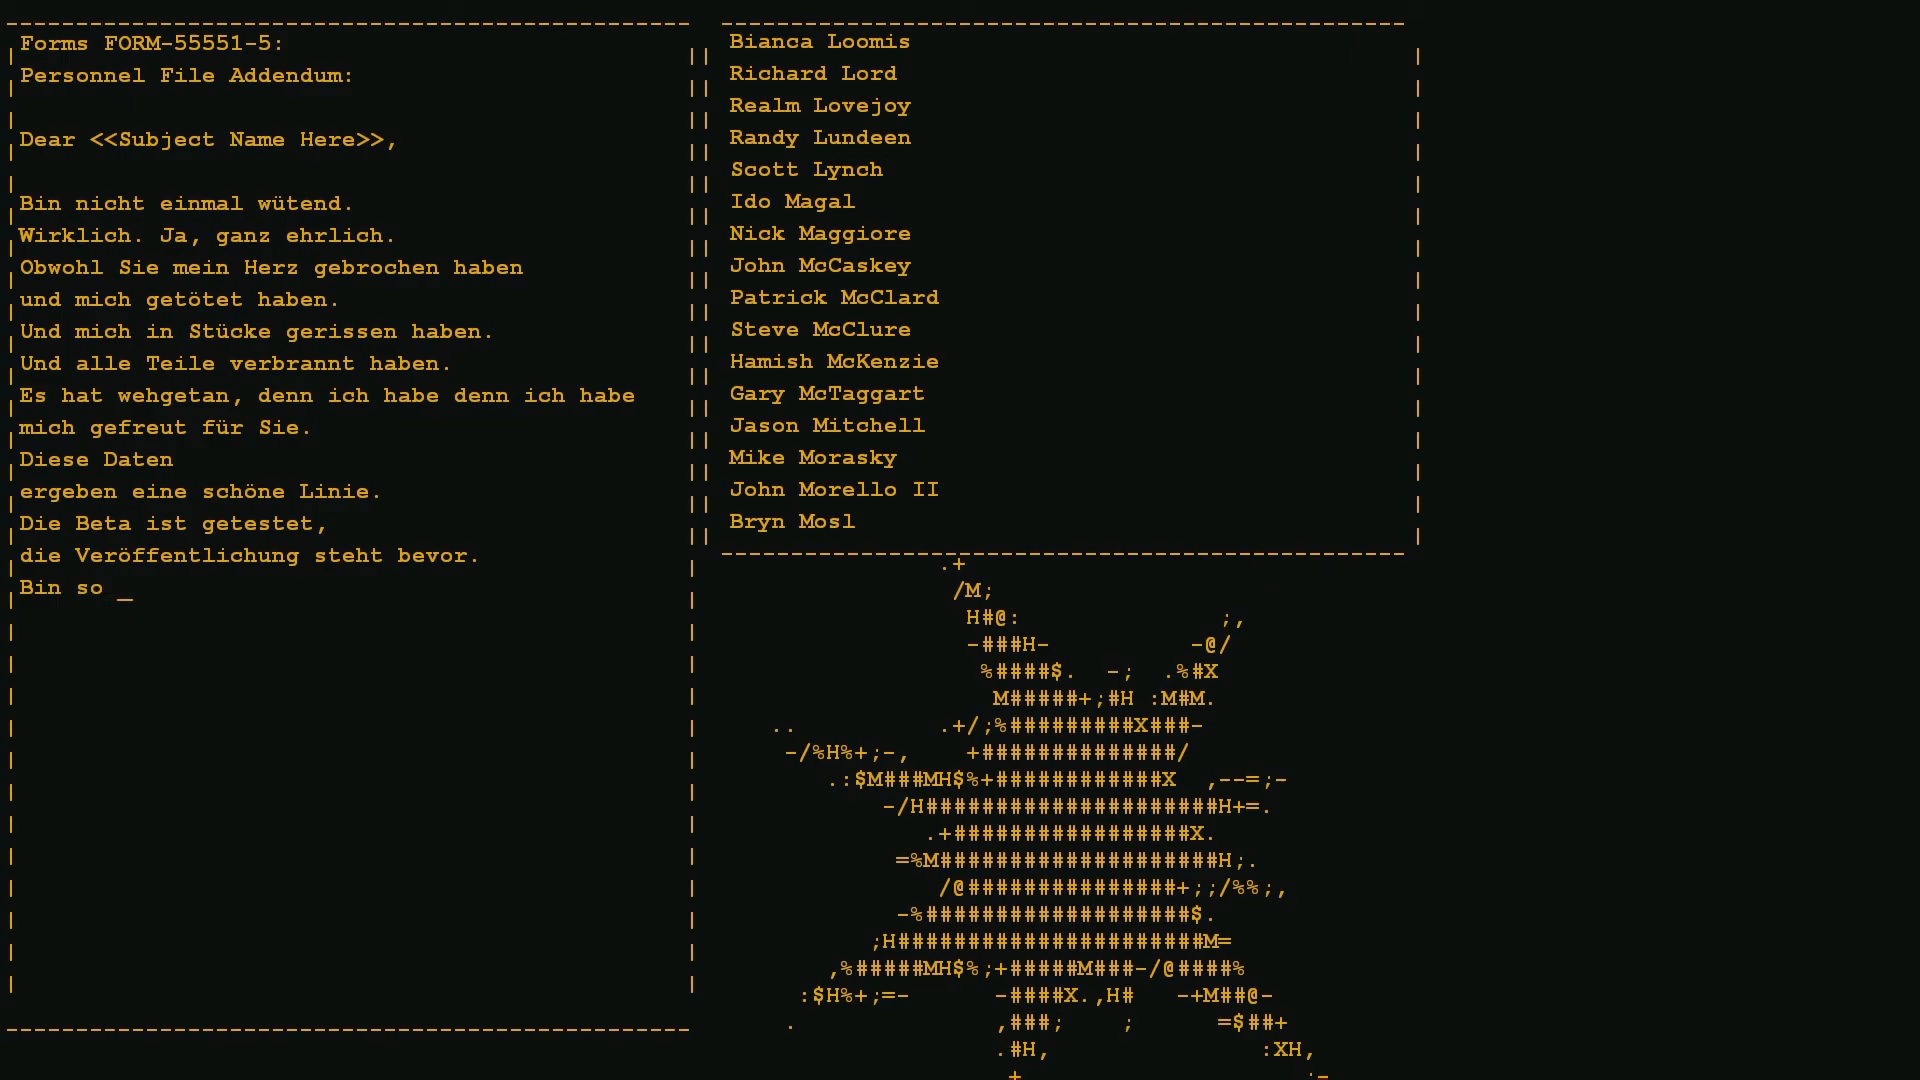 Forms FORM-55551-5:
Personnel File Addendum:
Dear <<Subject Name Here>>,
Bin nicht einmal wütend.
Wirklich. Ja, ganz ehrlich.
Obwohl Sie mein Herz gebrochen haben
und mich getötet haben.
Und mich in Stücke gerissen haben.
Und alle Teile verbrannt haben.
Es hat wehgetan, denn ich habe denn ich habe
mich gefreut für Sie.
Diese Daten
ergeben eine schöne Linie.
Die Beta ist getestet,
die Veröffentlichung steht bevor.
Bin so _
Bianca Loomis
Richard Lord
Realm Lovejoy
Randy Lundeen
Scott Lynch
Ido Magal
Nick Maggiore
John McCaskey
Patrick McClard
Steve McClure
Hamish McKenzie
Gary McTaggart
Jason Mitchell
Mike Morasky
John Morello II
Bryn Mosl